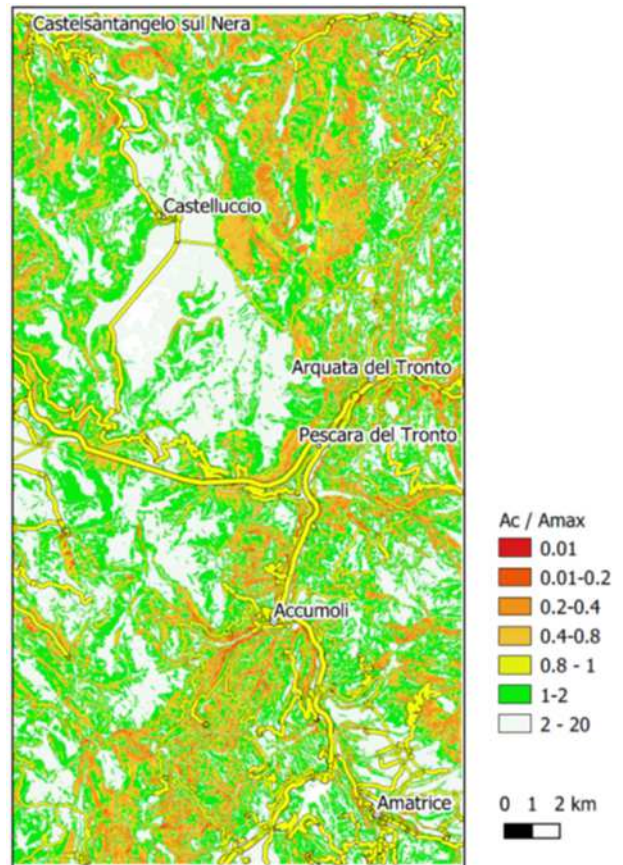 Castelsantangelo sul Nera
Castelluccio
Arquata del Tronto
Pescara del Tronto
Accumoli
Amatrice
Ac / Amax
0.01
0.01-0.2
0.2-0.4
0.4-0.8
0.8 - 1
1-2
2 - 20
0 1 2 km